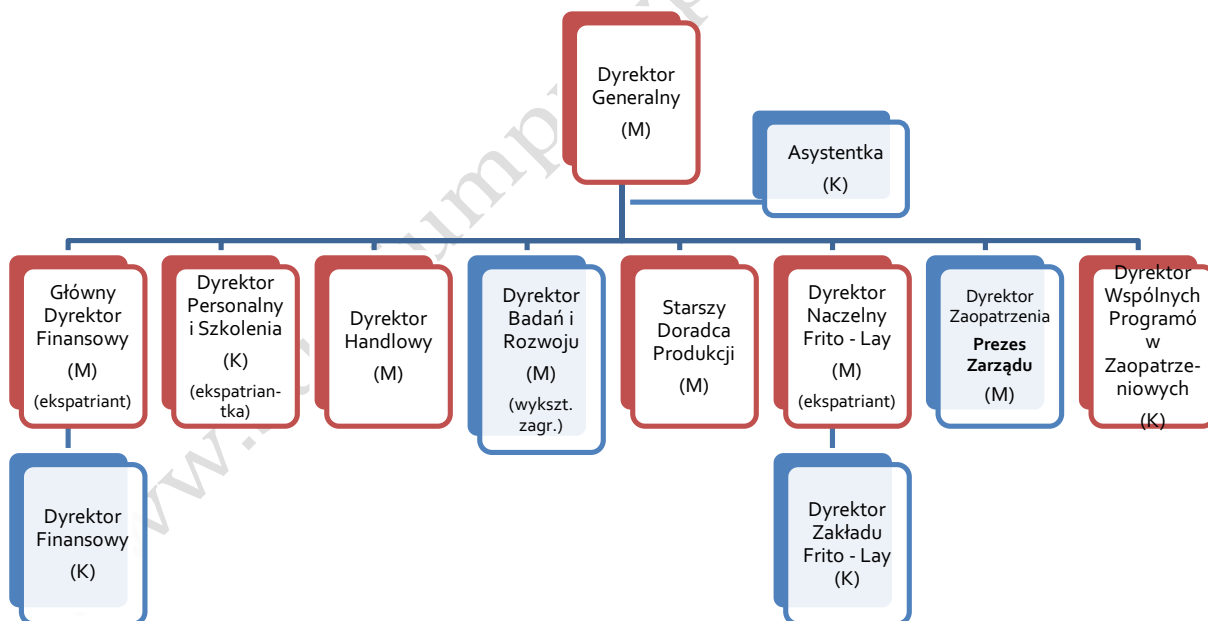 Dyrektor
Generalny
(M)
Asystentka
(K)
Główny
Dyrektor
Finansowy
(M)
(ekspatriant)
Dyrektor
Personalny
i Szkolenia
(K)
(ekspatrian-
tka)
Dyrektor
Handlowy
(M)
Dyrektor
Badań i
Rozwoju
(M)
(wykszt.
zagr.)
Starszy
Doradca
Produkcji
(M)
Dyrektor
Naczelny
Frito - Lay
(M)
(ekspatriant)
Dyrektor
Zaopatrzenia
Prezes
Zarządu
(M)
Dyrektor
Wspólnych
Programó
w
Zaopatrze-
niowych
(K)
Dyrektor
Finansowy
(K)
Dyrektor
Zakładu
Frito - Lay
(K)